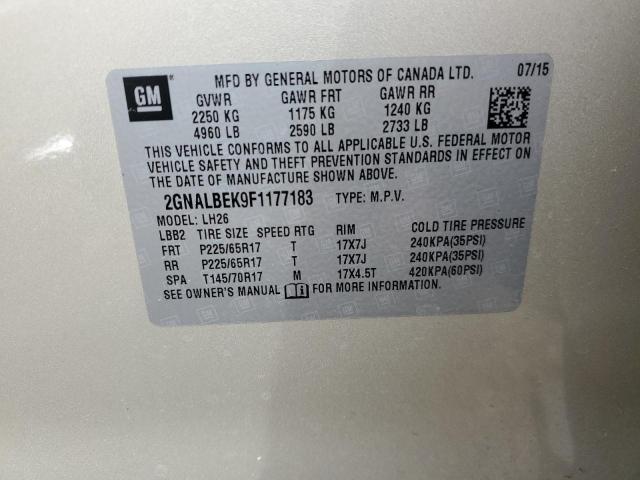 GM
MFD BY GENERAL MOTORS OF CANADA LTD. 07/15
GVWR GAWR FRT GAWR RR
2250 KG 1175 KG 1240 KG
4960 LB 2590 LB 2733 LB
THIS VEHICLE CONFORMS TO ALL APPLICABLE U.S. FEDERAL MOTOR
VEHICLE SAFETY AND THEFT PREVENTION STANDARDS IN EFFECT ON
THE DATE OF MANUFACTURE SHOWN ABOVE.
2GNALBEK9F1177183 TYPE: M.P.V.
MODEL: LH26
LBB2 TIRE SIZE SPEED RTG RIM COLD TIRE PRESSURE
FRT P225/65R17 T 17X7J 240KPA(35PSI)
RR P225/65R17 T 17X7J 240KPA(35PSI)
SPA T145/70R17 M 17X4.5T 420KPA(60PSI)
SEE OWNER'S MANUAL FOR MORE INFORMATION.